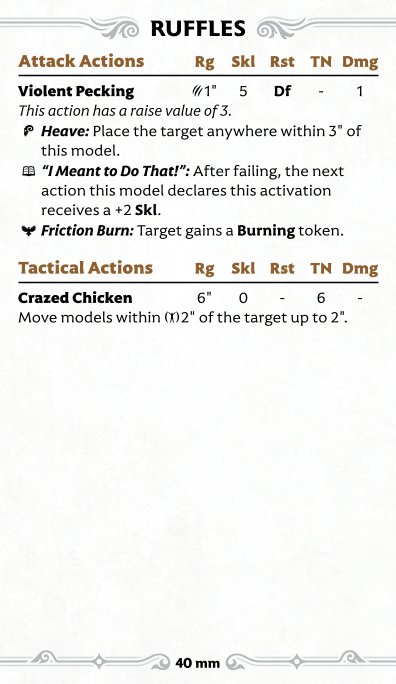 RUFFLES
Attack Actions Rg Skl Rst TN Dmg
Violent Pecking 1" 5 Df - 1
This action has a raise value of 3.
Heave: Place the target anywhere within 3" of
this model.
“I Meant to Do That!”: After failing, the next
action this model declares this activation
receives a +2 Skl.
Friction Burn: Target gains a Burning token.
Tactical Actions Rg Skl Rst TN Dmg
Crazed Chicken 6" 0 - 6 -
Move models within 2" of the target up to 2".
40 mm